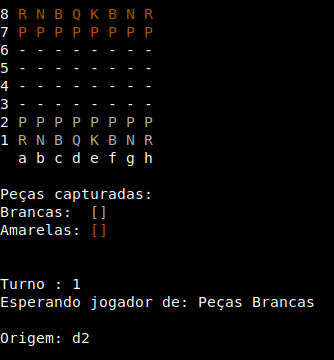 8 R N B Q K B N R
7 P P P P P P P P
6 - - - - - - - -
5 - - - - - - - -
4 - - - - - - - -
3 - - - - - - - -
2 P P P P P P P P
1 R N B Q K B N R
a b c d e f g h
Peças capturadas:
Brancas: []
Amarelas: []
Turno : 1
Esperando jogador de: Peças Brancas
Origem: d2